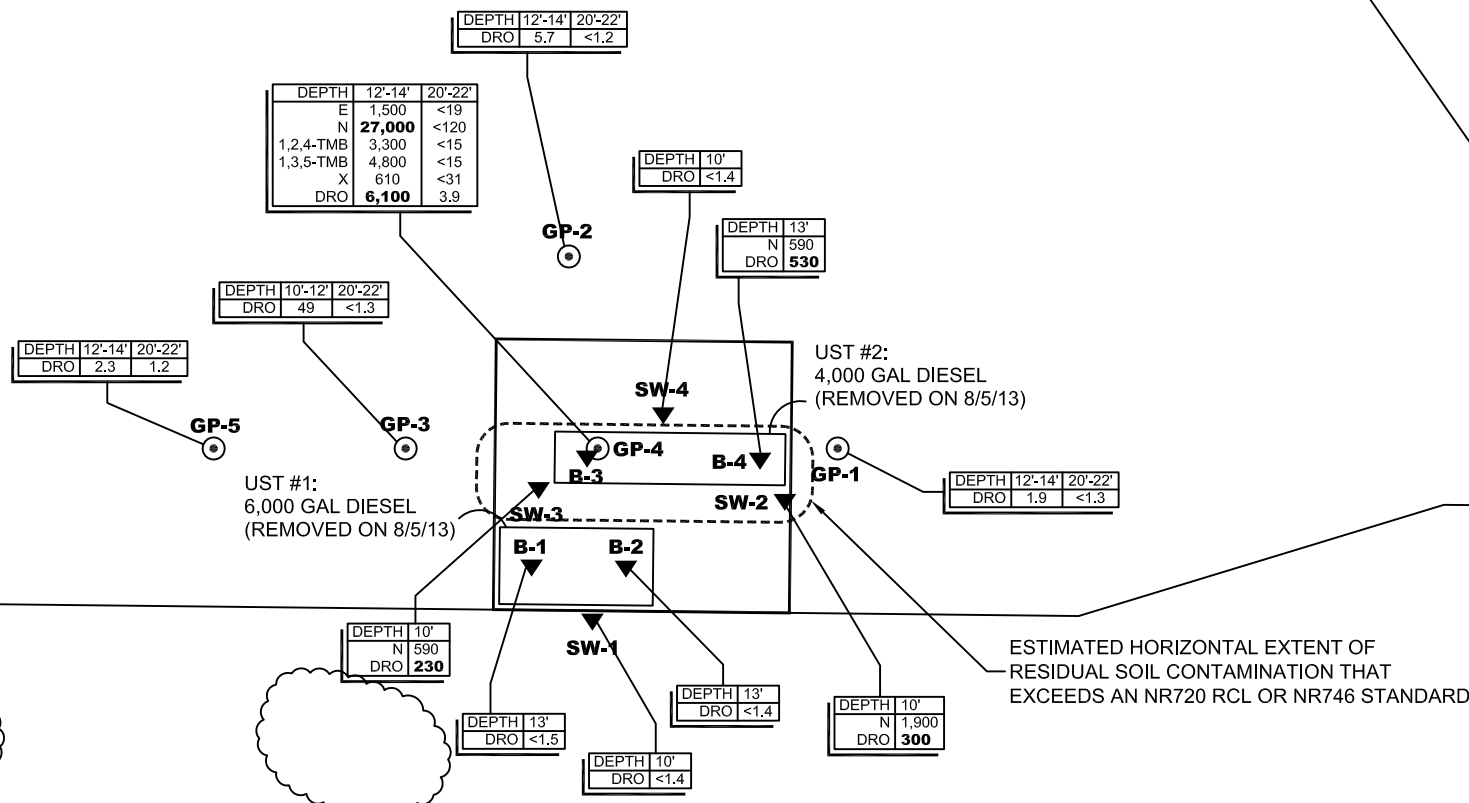 DEPTH 12'-14' 20'-22'
DRO 5.7 <1.2
DEPTH 12'-14' 20'-22'
E 1,500 <19
N 27,000 <120
1,2,4-TMB 3,300 <15
1,3,5-TMB 4,800 <15
X 610 <31
DRO 6,100 3.9
DEPTH 10'
DRO <1.4
DEPTH 13'
N 590
DRO 530
GP-2
DEPTH 10'-12' 20'-22'
DRO 49 <1.3
DEPTH 12'-14' 20'-22'
DRO 2.3 1.2
UST #2:
4,000 GAL DIESEL
(REMOVED ON 8/5/13)
SW-4
GP-5
GP-3
GP-4
B-3
B-4
GP-1
UST #1:
6,000 GAL DIESEL
(REMOVED ON 8/5/13)
SW-3
SW-2
DEPTH 12'-14' 20'-22'
DRO 1.9 <1.3
B-1
B-2
SW-1
DEPTH 10'
N 590
DRO 230
ESTIMATED HORIZONTAL EXTENT OF
RESIDUAL SOIL CONTAMINATION THAT
EXCEEDS AN NR720 RCL OR NR746 STANDARD
DEPTH 13'
DRO <1.5
DEPTH 13'
DRO <1.4
DEPTH 10'
N 1,900
DRO 300
DEPTH 10'
DRO <1.4